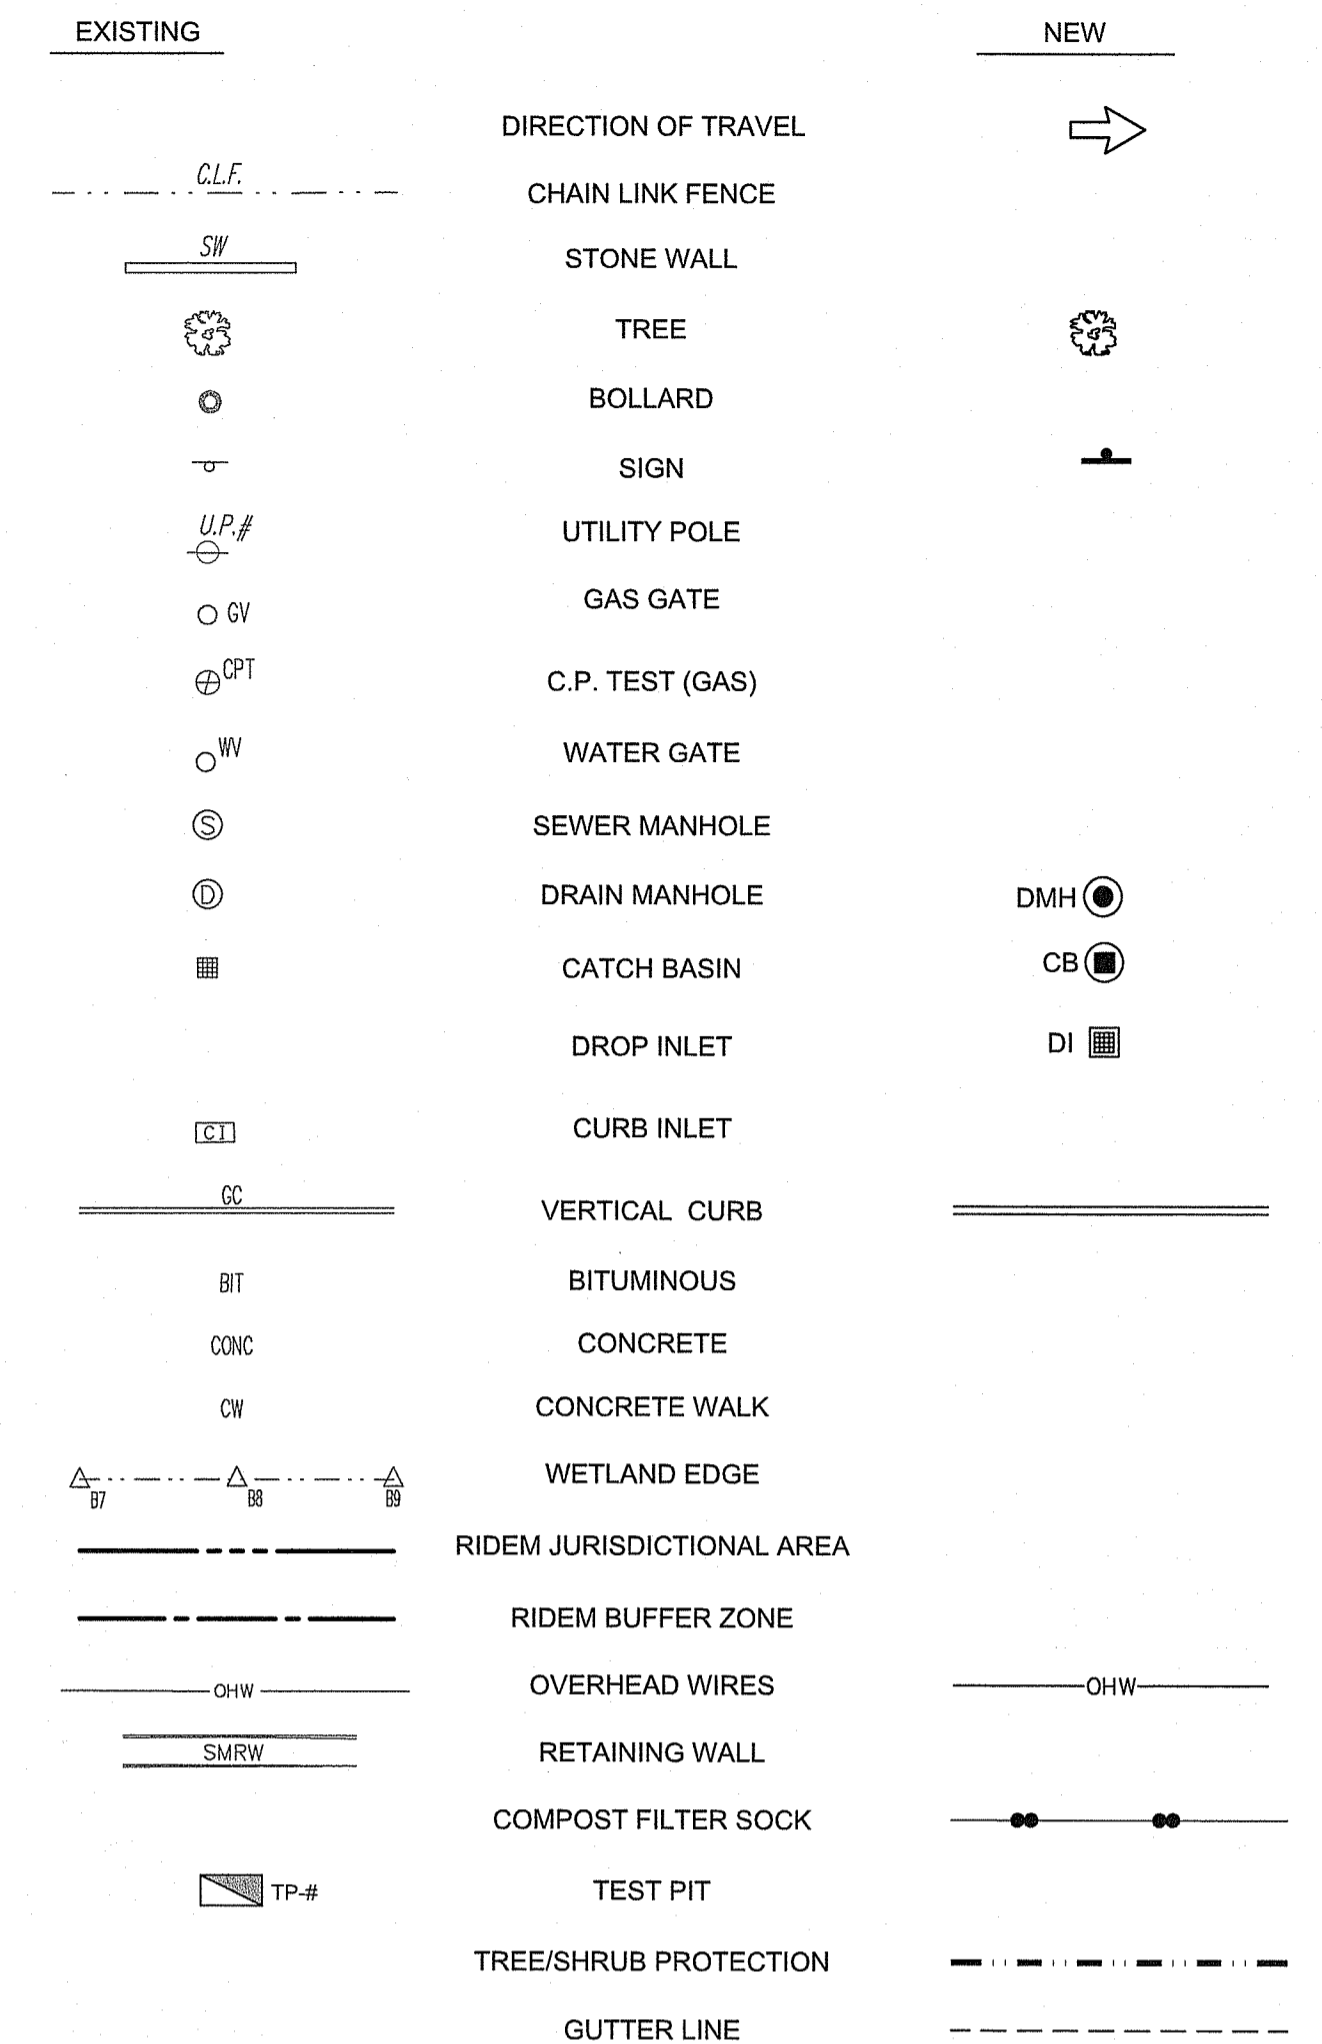 EXISTING NEW
DIRECTION OF TRAVEL
C.L.F. CHAIN LINK FENCE
SW STONE WALL
TREE
BOLLARD
SIGN
U.P.# UTILITY POLE
GV GAS GATE
CPT C.P. TEST (GAS)
WV WATER GATE
S SEWER MANHOLE
D DRAIN MANHOLE DMH
CATCH BASIN CB
DROP INLET DI
CI CURB INLET
GC VERTICAL CURB
BIT BITUMINOUS
CONC CONCRETE
CW CONCRETE WALK
WETLAND EDGE
B7 B8 B9
RIDEM JURISDICTIONAL AREA
RIDEM BUFFER ZONE
OHW OVERHEAD WIRES OHW
SMRW RETAINING WALL
COMPOST FILTER SOCK
TP-# TEST PIT
TREE/SHRUB PROTECTION
GUTTER LINE